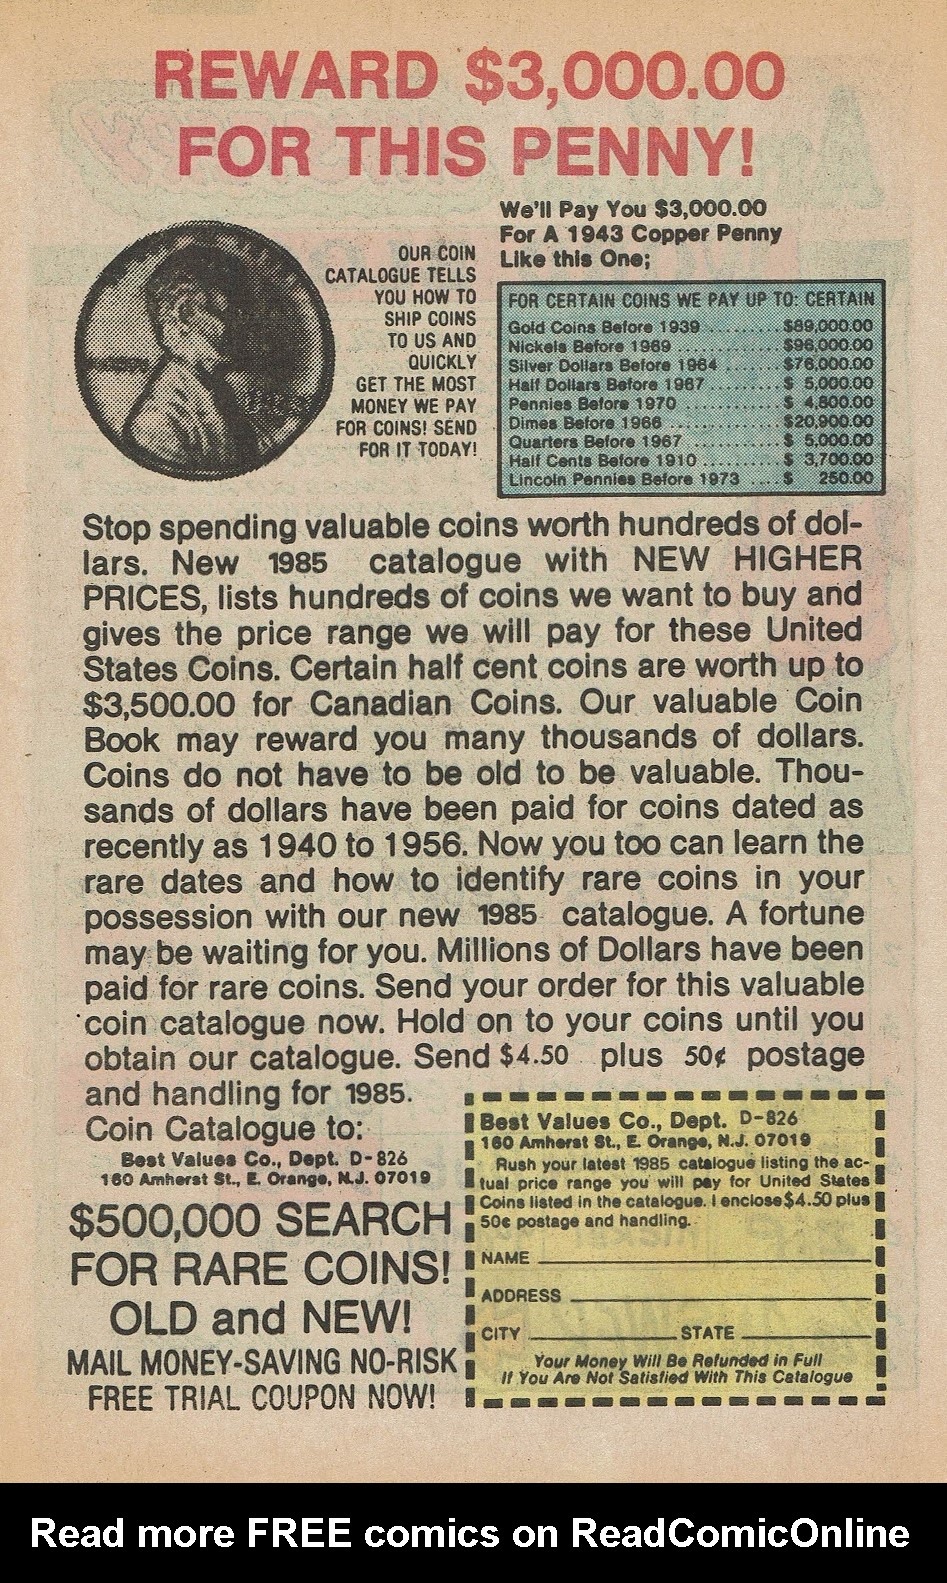 REWARD $3,000.00
FOR THIS PENNY!
We'll Pay You $3,000.00
For A 1943 Copper Penny
Like this One;
OUR COIN
CATALOGUE TELLS
YOU HOW TO
SHIP COINS
TO US AND
QUICKLY
GET THE MOST
MONEY WE PAY
FOR COINS! SEND
FOR IT TODAY!
FOR CERTAIN COINS WE PAY UP TO: CERTAIN
Gold Coins Before 1939 ......... $89,000.00
Nickels Before 1969 ............ $96,000.00
Silver Dollars Before 1964 ....... $76,000.00
Half Dollars Before 1967 ........ $ 5,000.00
Pennies Before 1970 ............ $ 4,800.00
Dimes Before 1966 ............. $20,900.00
Quarters Before 1967 .......... $ 5,000.00
Half Cents Before 1910 .......... $ 3,700.00
Lincoln Pennies Before 1973 .... $ 250.00
Stop spending valuable coins worth hundreds of dol-
lars. New 1985 catalogue with NEW HIGHER
PRICES, lists hundreds of coins we want to buy and
gives the price range we will pay for these United
States Coins. Certain half cent coins are worth up to
$3,500.00 for Canadian Coins. Our valuable Coin
Book may reward you many thousands of dollars.
Coins do not have to be old to be valuable. Thou-
sands of dollars have been paid for coins dated as
recently as 1940 to 1956. Now you too can learn the
rare dates and how to identify rare coins in your
possession with our new 1985 catalogue. A fortune
may be waiting for you. Millions of Dollars have been
paid for rare coins. Send your order for this valuable
coin catalogue now. Hold on to your coins until you
obtain our catalogue. Send $4.50 plus 50¢ postage
and handling for 1985.
Coin Catalogue to:
Best Values Co., Dept. D-826
160 Amherst St., E. Orange, N.J. 07019
$500,000 SEARCH
FOR RARE COINS!
OLD and NEW!
MAIL MONEY-SAVING NO-RISK
FREE TRIAL COUPON NOW!
Best Values Co., Dept. D-826
160 Amherst St., E. Orange, N.J. 07019
Rush your latest 1985 catalogue listing the ac-
tual price range you will pay for United States
Coins listed in the catalogue. I enclose $4.50 plus
50¢ postage and handling.
NAME
ADDRESS
CITY STATE
Your Money Will Be Refunded in Full
If You Are Not Satisfied With This Catalogue
Read more FREE comics on ReadComicOnline